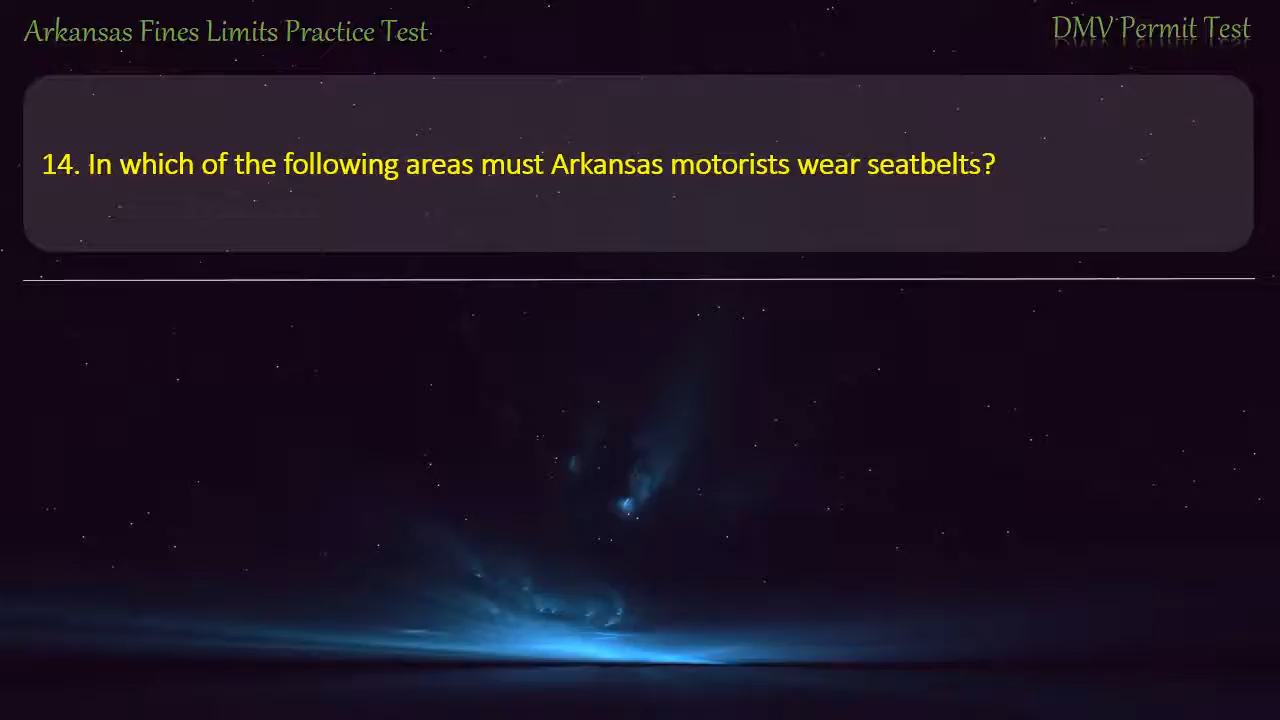 Arkansas Fines Limits Practice Test
DMV Permit Test
14. In which of the following areas must Arkansas motorists wear seatbelts?